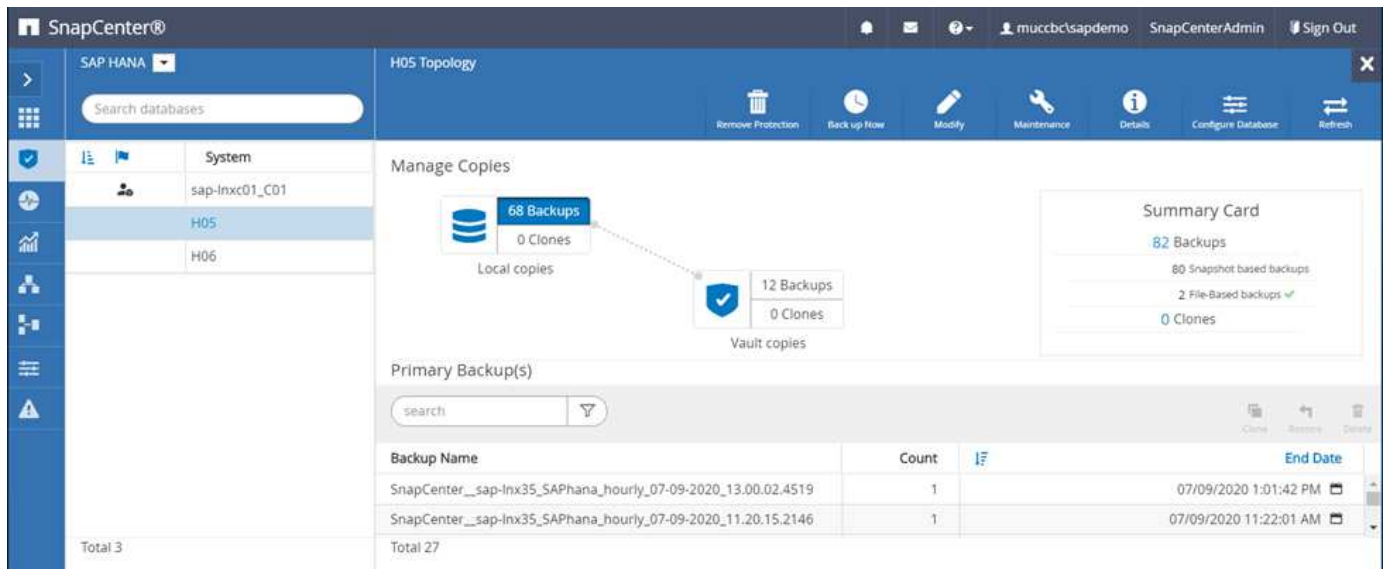 SnapCenter®
muccbc\sapdemo SnapCenterAdmin Sign Out
SAP HANA
H05 Topology
Search databases
Remove Protection
Back up Now
Modify
Maintenance
Details
Configure Database
Refresh
System
sap-lnxc01_C01
H05
H06
Total 3
Manage Copies
68 Backups
0 Clones
Local copies
12 Backups
0 Clones
Vault copies
Summary Card
82 Backups
80 Snapshot based backups
2 File-Based backups
0 Clones
Primary Backup(s)
search
Clone Restore Delete
Backup Name Count End Date
SnapCenter__sap-lnx35_SAPhana_hourly_07-09-2020_13.00.02.4519 1 07/09/2020 1:01:42 PM
SnapCenter__sap-lnx35_SAPhana_hourly_07-09-2020_11.20.15.2146 1 07/09/2020 11:22:01 AM
Total 27